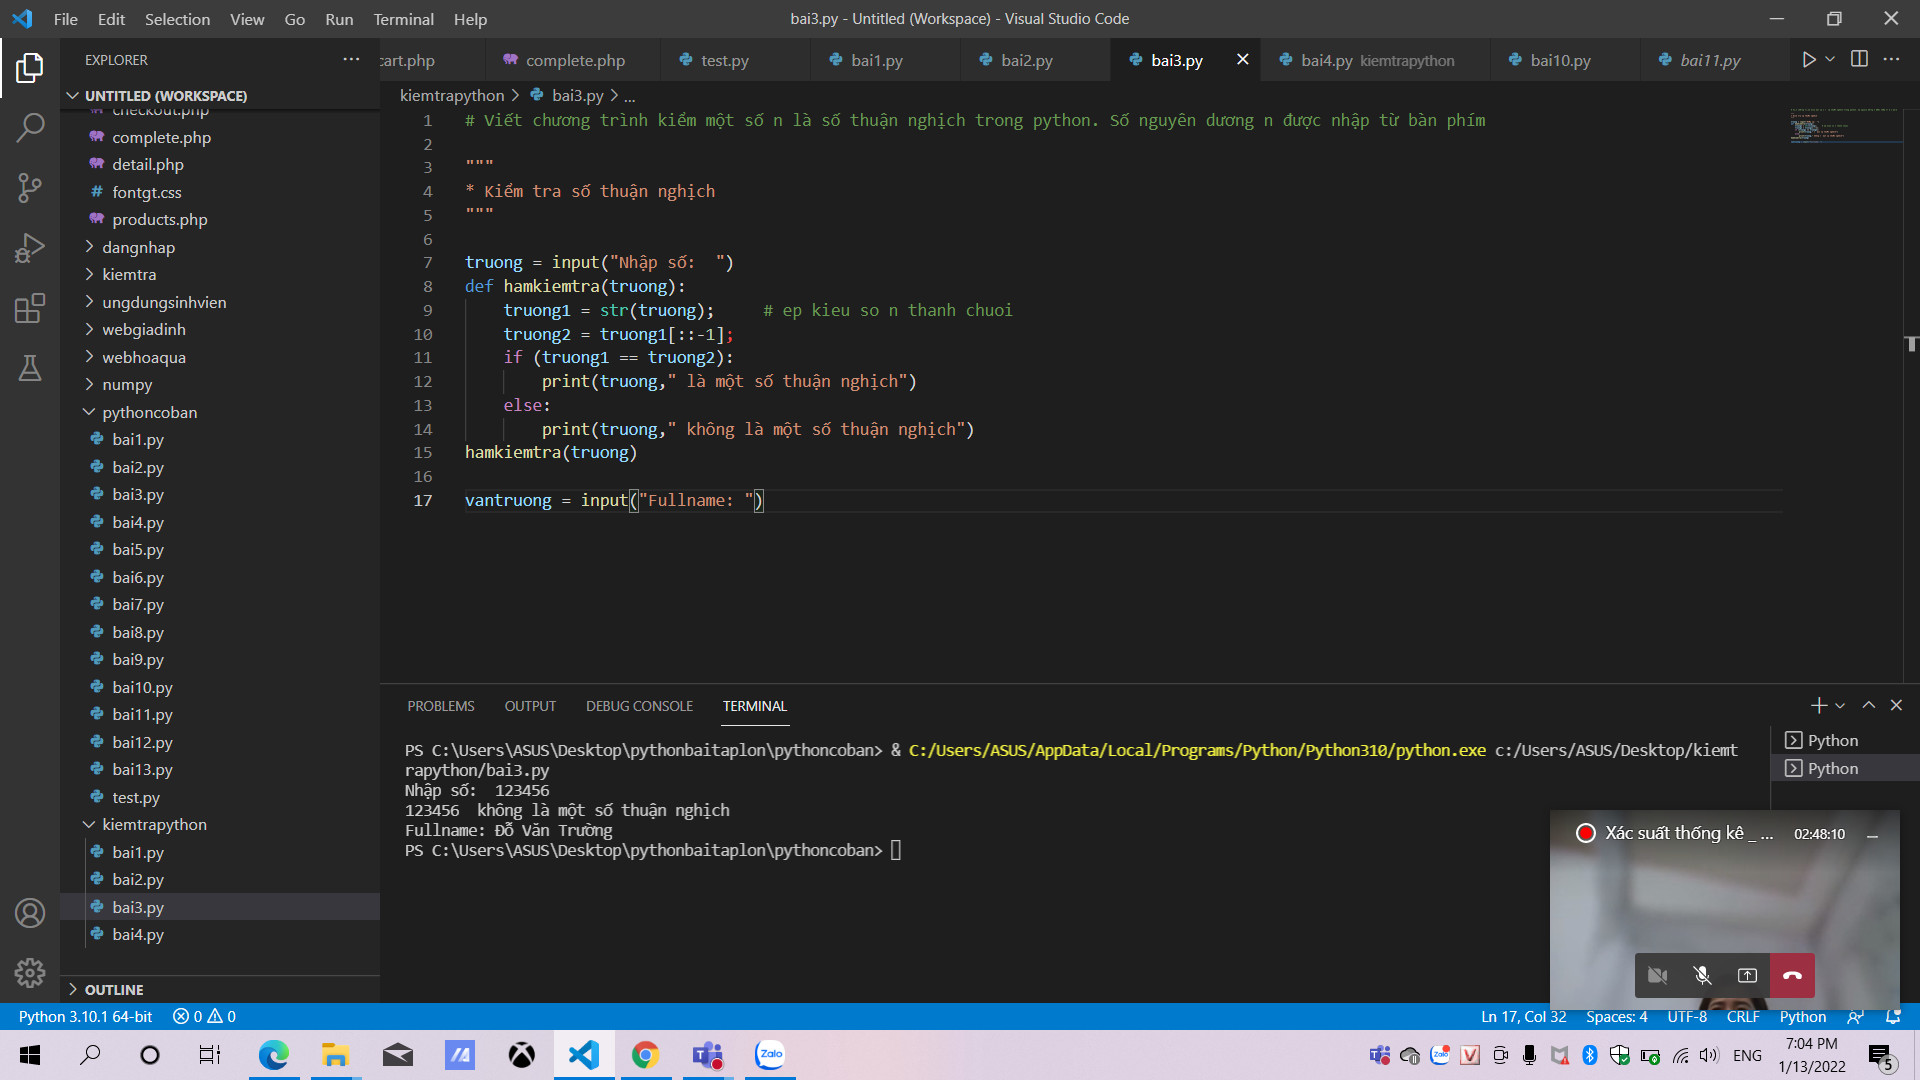 File Edit Selection View Go Run Terminal Help
bai3.py - Untitled (Workspace) - Visual Studio Code
EXPLORER
cart.php complete.php test.py bai1.py bai2.py bai3.py bai4.py kiemtrapython bai10.py bai11.py
UNTITLED (WORKSPACE)
checkout.php
complete.php
detail.php
# fontgt.css
products.php
dangnhap
kiemtra
ungdungsinhvien
webgiadinh
webhoaqua
numpy
pythoncoban
bai1.py
bai2.py
bai3.py
bai4.py
bai5.py
bai6.py
bai7.py
bai8.py
bai9.py
bai10.py
bai11.py
bai12.py
bai13.py
test.py
kiemtrapython
bai1.py
bai2.py
bai3.py
bai4.py
OUTLINE
kiemtrapython > bai3.py > ...
1 # Viết chương trình kiểm một số n là số thuận nghịch trong python. Số nguyên dương n được nhập từ bàn phím
2
3 """
4 * Kiểm tra số thuận nghịch
5 """
6
7 truong = input("Nhập số:  ")
8 def hamkiemtra(truong):
9     truong1 = str(truong);     # ep kieu so n thanh chuoi
10     truong2 = truong1[::-1];
11     if (truong1 == truong2):
12         print(truong," là một số thuận nghịch")
13     else:
14         print(truong," không là một số thuận nghịch")
15 hamkiemtra(truong)
16
17 vantruong = input("Fullname: ")
PROBLEMS OUTPUT DEBUG CONSOLE TERMINAL
PS C:\Users\ASUS\Desktop\pythonbaitaplon\pythoncoban> & C:/Users/ASUS/AppData/Local/Programs/Python/Python310/python.exe c:/Users/ASUS/Desktop/kiemt
rapython/bai3.py
Nhập số:  123456
123456  không là một số thuận nghịch
Fullname: Đỗ Văn Trường
PS C:\Users\ASUS\Desktop\pythonbaitaplon\pythoncoban>
Python
Python
Xác suất thống kê _ ... 02:48:10
Python 3.10.1 64-bit 0 0
Ln 17, Col 32 Spaces: 4 UTF-8 CRLF Python
Zalo
ENG
7:04 PM
1/13/2022
5